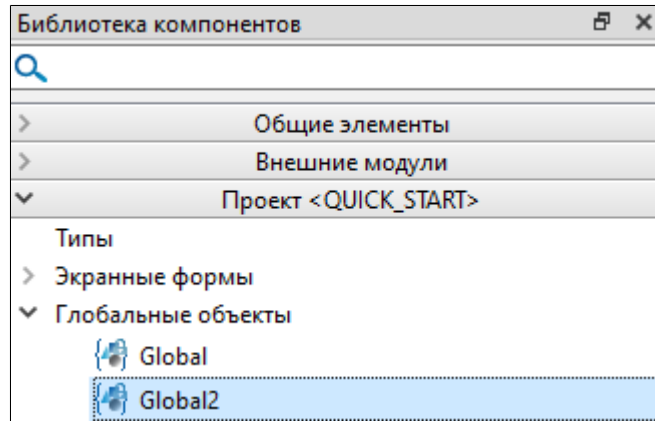 Библиотека компонентов
Общие элементы
Внешние модули
Проект <QUICK_START>
Типы
Экранные формы
Глобальные объекты
Global
Global2